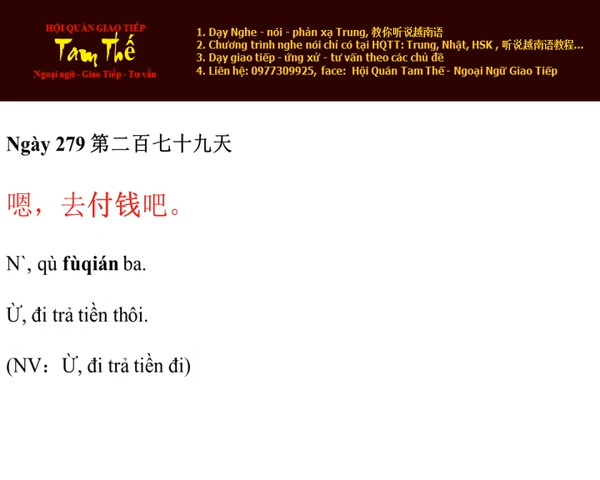 HỘI QUÁN GIAO TIẾP
Tam Thế
Ngoại ngữ - Giao Tiếp - Tư vấn
1. Dạy Nghe - nói - phản xạ Trung, 教你听说越南语
2. Chương trình nghe nói chỉ có tại HQTT: Trung, Nhật, HSK , 听说越南语教程...
3. Dạy giao tiếp - ứng xử - tư vấn theo các chủ đề
4. Liên hệ: 0977309925, face: Hội Quán Tam Thế - Ngoại Ngữ Giao Tiếp
Ngày 279 第二百七十九天
嗯，去付钱吧。
N`, qù fùqián ba.
Ừ, đi trả tiền thôi.
(NV：Ừ, đi trả tiền đi)